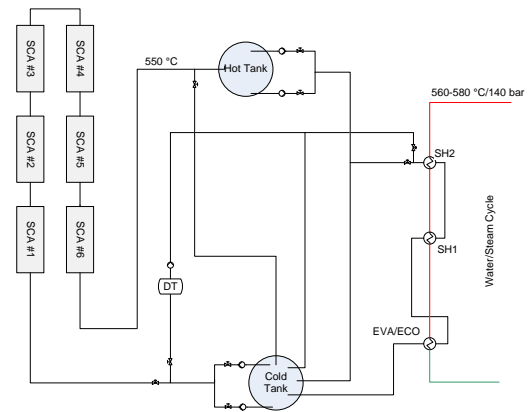 SCA #3
SCA #4
550 °C
Hot Tank
560-580 °C/140 bar
SCA #2
SCA #5
SH2
SCA #1
SCA #6
SH1
Water/Steam Cycle
DT
EVA/ECO
Cold
Tank